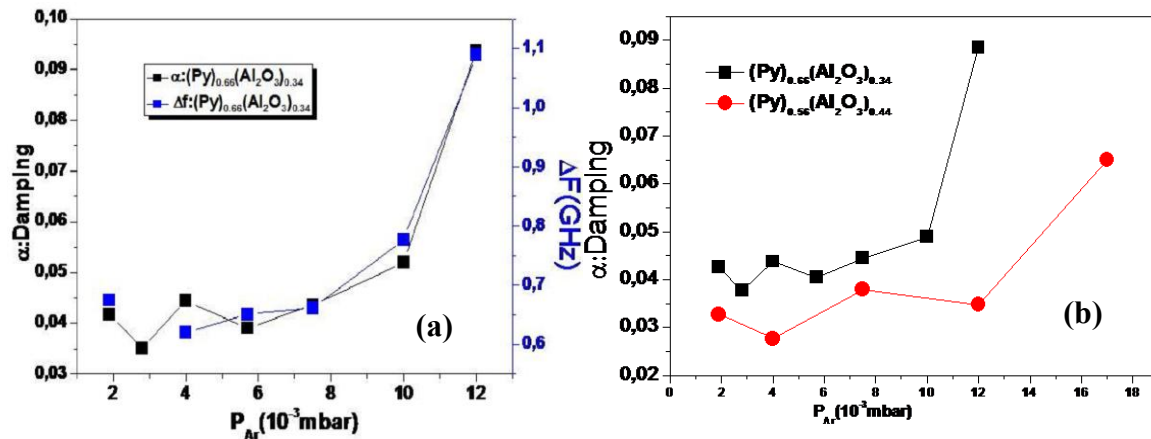 0,10
0,09
0,08
0,07
0,06
0,05
0,04
0,03
α:Damping
α:(Py)0.66(Al2O3)0.34
Δf:(Py)0.66(Al2O3)0.34
1,1
1,0
0,9
0,8
0,7
0,6
ΔF(GHz)
(a)
2 4 6 8 10 12
PAr(10-3mbar)
0,09
0,08
0,07
0,06
0,05
0,04
0,03
0,02
α:Damping
(Py)0.66(Al2O3)0.34
(Py)0.56(Al2O3)0.44
(b)
0 2 4 6 8 10 12 14 16 18
PAr(10-3mbar)